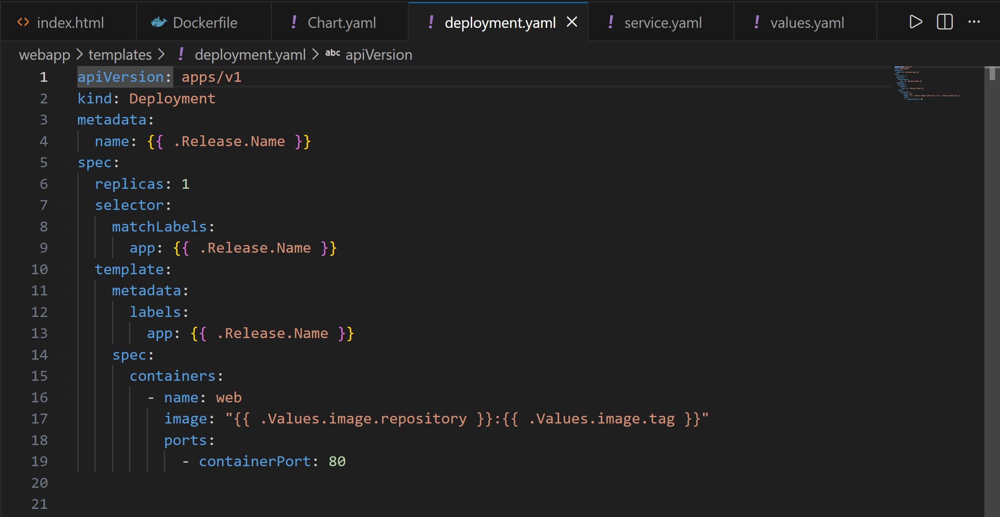 index.html Dockerfile ! Chart.yaml ! deployment.yaml ! service.yaml ! values.yaml ...
webapp > templates > ! deployment.yaml > abc apiVersion
1 apiVersion: apps/v1
2 kind: Deployment
3 metadata:
4   name: {{ .Release.Name }}
5 spec:
6   replicas: 1
7   selector:
8     matchLabels:
9       app: {{ .Release.Name }}
10   template:
11     metadata:
12       labels:
13         app: {{ .Release.Name }}
14     spec:
15       containers:
16         - name: web
17           image: "{{ .Values.image.repository }}:{{ .Values.image.tag }}"
18           ports:
19             - containerPort: 80
20
21